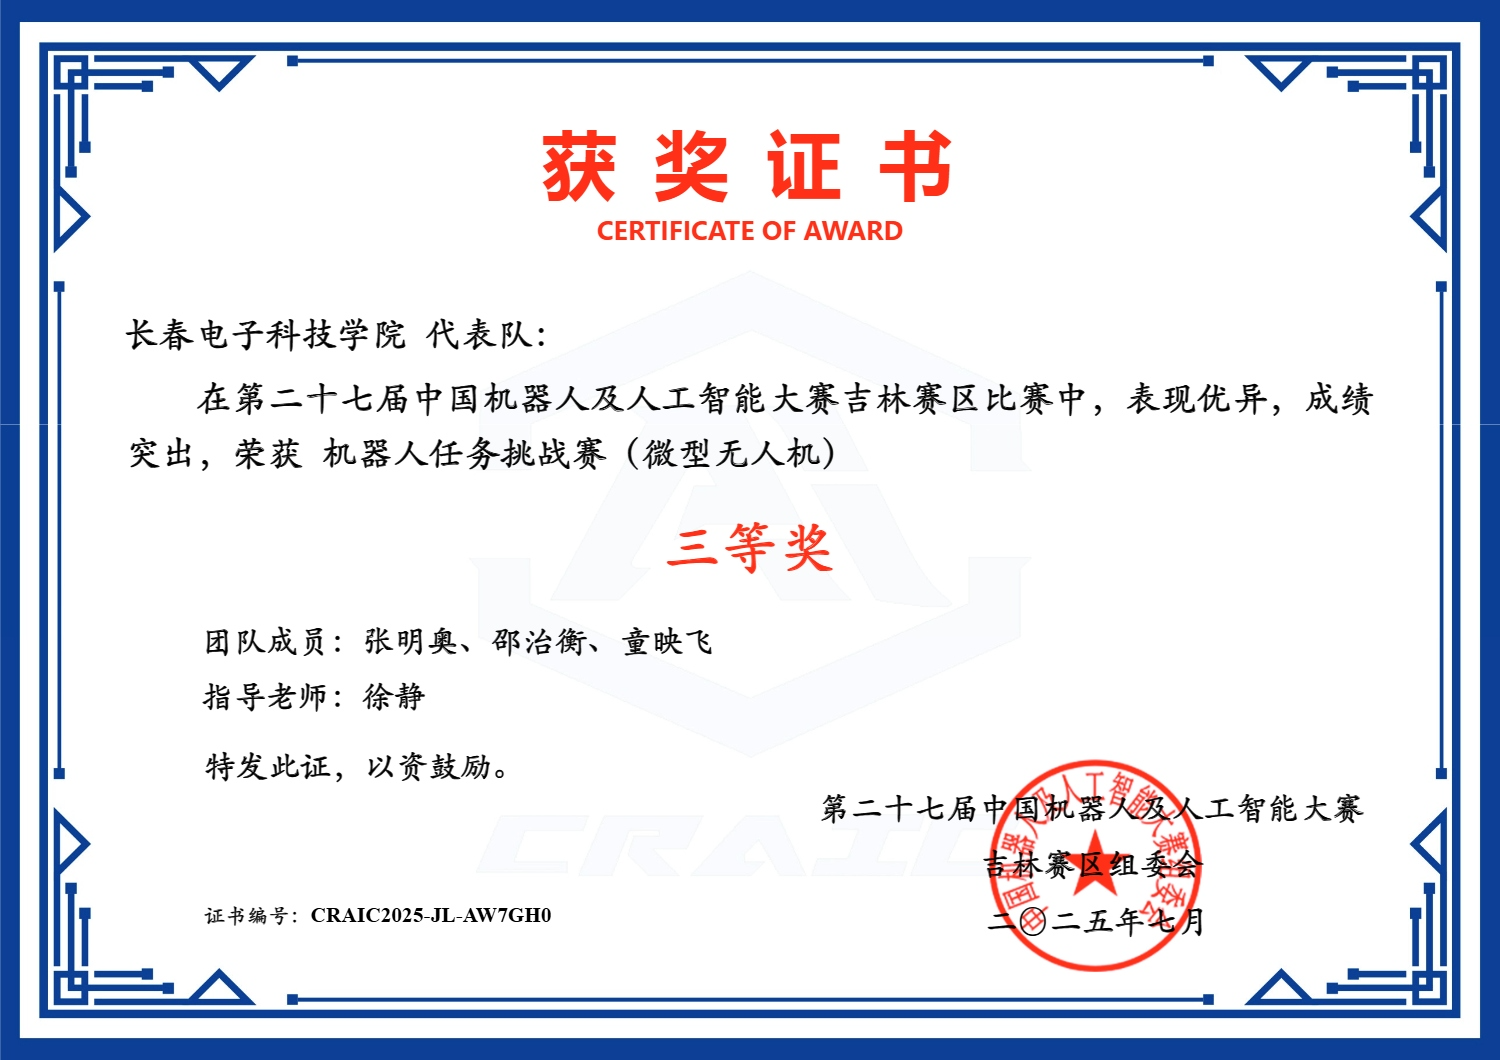 获奖证书
CERTIFICATE OF AWARD
长春电子科技学院 代表队：
在第二十七届中国机器人及人工智能大赛吉林赛区比赛中，表现优异，成绩
突出，荣获 机器人任务挑战赛（微型无人机）
三等奖
团队成员：张明奥、邵治衡、童映飞
指导老师：徐静
特发此证，以资鼓励。
第二十七届中国机器人及人工智能大赛
吉林赛区组委会
二〇二五年七月
中国机器人及人工智能大赛组委会
证书编号：CRAIC2025-JL-AW7GH0
CRAIC